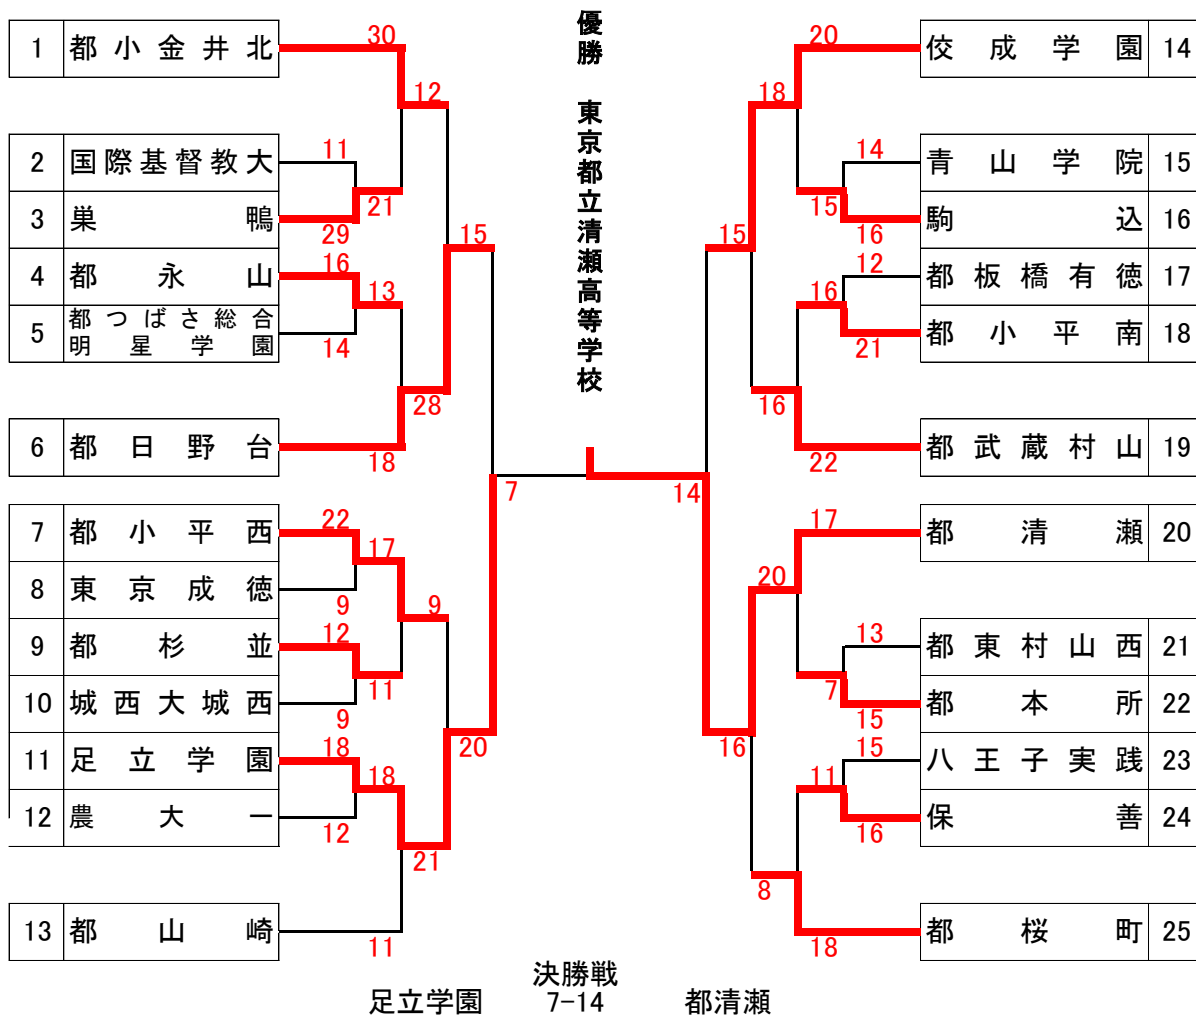 優勝 東京都立清瀬高等学校
1 都小金井北 30
12
2 国際基督教大 11
21
3 巣鴨 29
15
4 都永山 16
13
5 都つばさ総合
明星学園 14
28
6 都日野台 18
7
7 都小平西 22
17
8 東京成徳 9
9
9 都杉並 12
11
10 城西大城西 9
20
11 足立学園 18
18
12 農大一 12
21
13 都山崎 11
20 佼成学園 14
18
14 青山学院 15
15
16 駒込 16
15
12 都板橋有徳 17
16
21 都小平南 18
16
22 都武蔵村山 19
14
17 都清瀬 20
20
13 都東村山西 21
7
15 都本所 22
16
15 八王子実践 23
11
16 保善 24
8
18 都桜町 25
決勝戦
足立学園 7-14 都清瀬